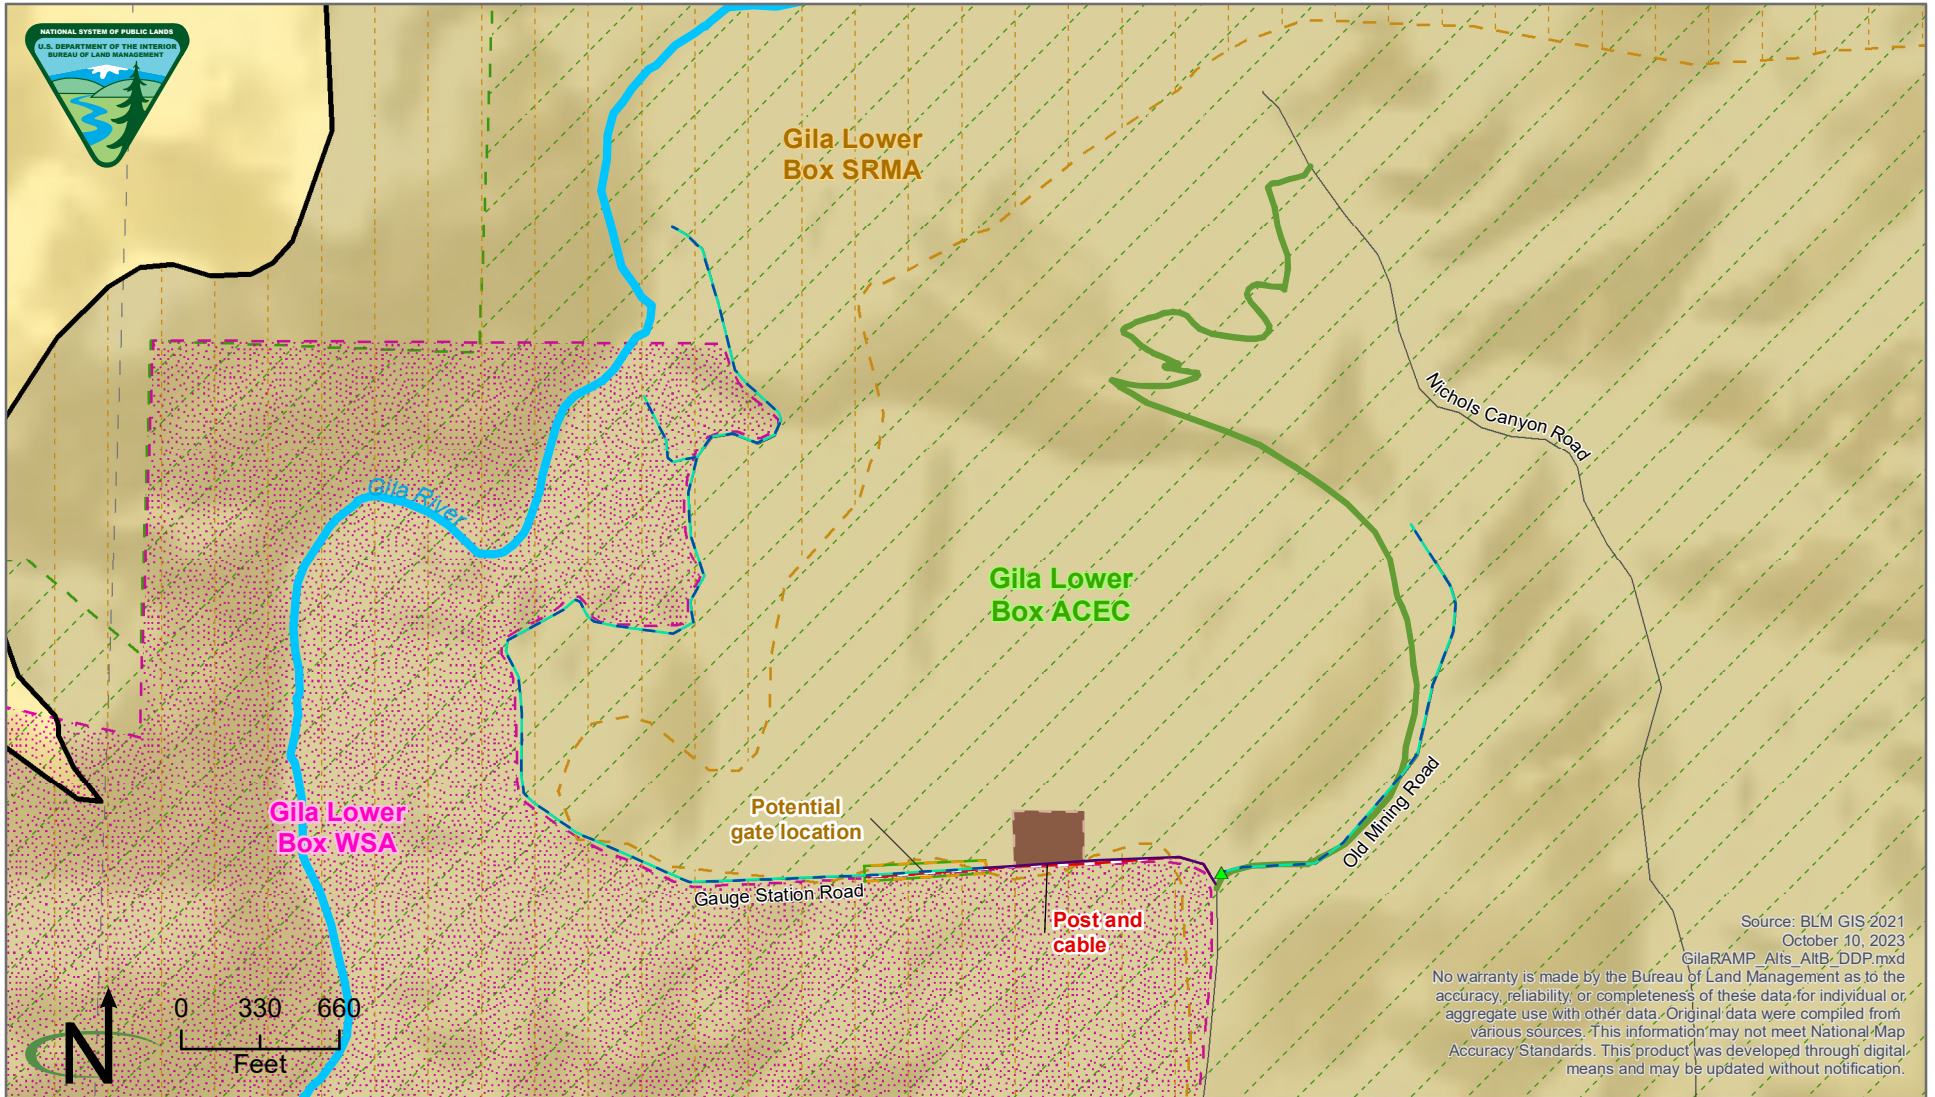 NATIONAL SYSTEM OF PUBLIC LANDS
U.S. DEPARTMENT OF THE INTERIOR
BUREAU OF LAND MANAGEMENT
Gila Lower
Box SRMA
Nichols Canyon Road
Gila River
Gila Lower
Box ACEC
Gila Lower
Box WSA
Potential
gate location
Old Mining Road
Gauge Station Road
Post and
cable
Source: BLM GIS 2021
October 10, 2023
GilaRAMP_Alts_AltB_DDP.mxd
No warranty is made by the Bureau of Land Management as to the
accuracy, reliability, or completeness of these data for individual or
aggregate use with other data. Original data were compiled from
various sources. This information may not meet National Map
Accuracy Standards. This product was developed through digital
means and may be updated without notification.
0 330 660
Feet
N